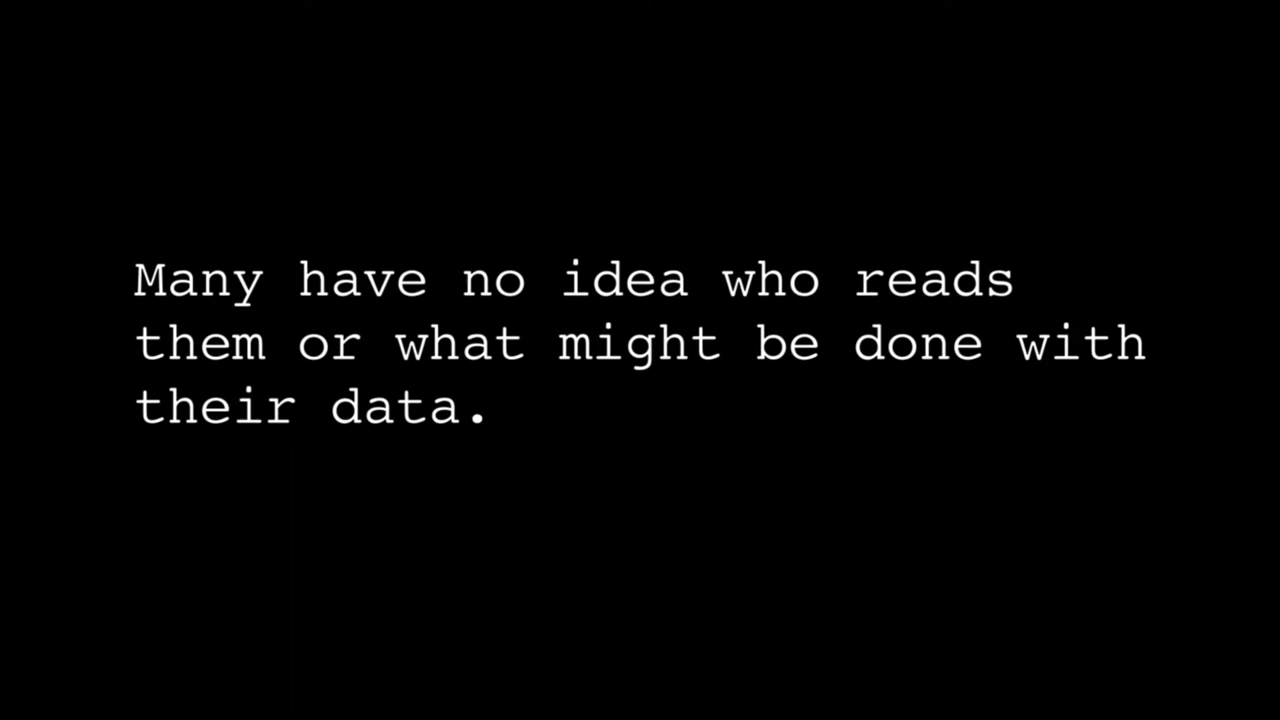 Many have no idea who reads
them or what might be done with
their data.